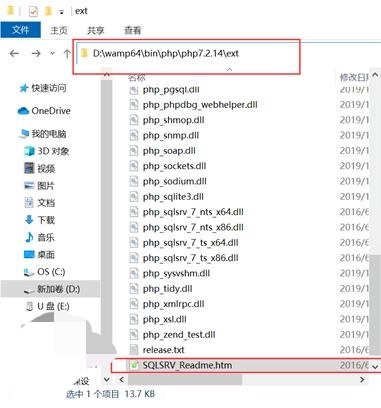 ext
文件
主页
共享
查看
D:\wamp64\bin\php\php7.2.14\ext
名称
修改日
快速访问
OneDrive
我的电脑
3D 对象
视频
图片
文档
下载
音乐
桌面
OS (C:)
新加卷 (D:)
U 盘 (E:)
php_pgsql.dll 2019/1
php_phpdbg_webhelper.dll 2019/1
php_shmop.dll 2019/1
php_snmp.dll 2019/1
php_soap.dll 2019/1
php_sockets.dll 2019/1
php_sodium.dll 2019/1
php_sqlite3.dll 2019/1
php_sqlsrv_7_nts_x64.dll 2016/6
php_sqlsrv_7_nts_x86.dll 2016/6
php_sqlsrv_7_ts_x64.dll 2016/6
php_sqlsrv_7_ts_x86.dll 2016/6
php_sysvshm.dll 2019/1
php_tidy.dll 2019/1
php_xmlrpc.dll 2019/1
php_xsl.dll 2019/1
php_zend_test.dll 2019/1
release.txt 2016/6
SQLSRV_Readme.htm 2016/6
选中 1 个项目 13.7 KB